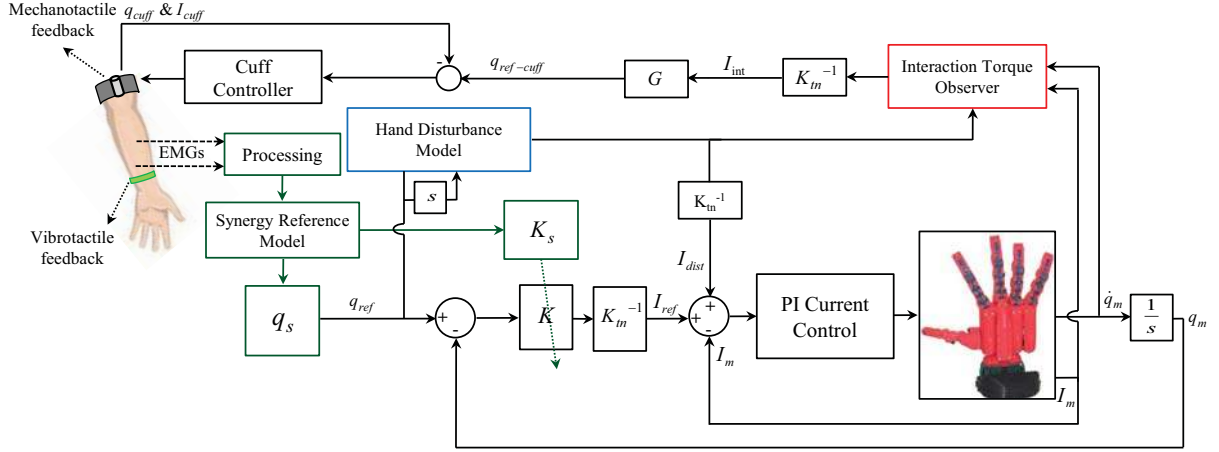 Mechanotactile
feedback
q_cuff & I_cuff
Cuff
Controller
-
q_ref-cuff
G
I_int
K_tn^-1
Interaction Torque
Observer
EMGs
Processing
Hand Disturbance
Model
s
K_tn^-1
Synergy Reference
Model
K_s
Vibrotactile
feedback
I_dist
q_s
q_ref
+
-
K
K_tn^-1
I_ref
+
+
-
I_m
PI Current
Control
q̇_m
1
s
q_m
I_m